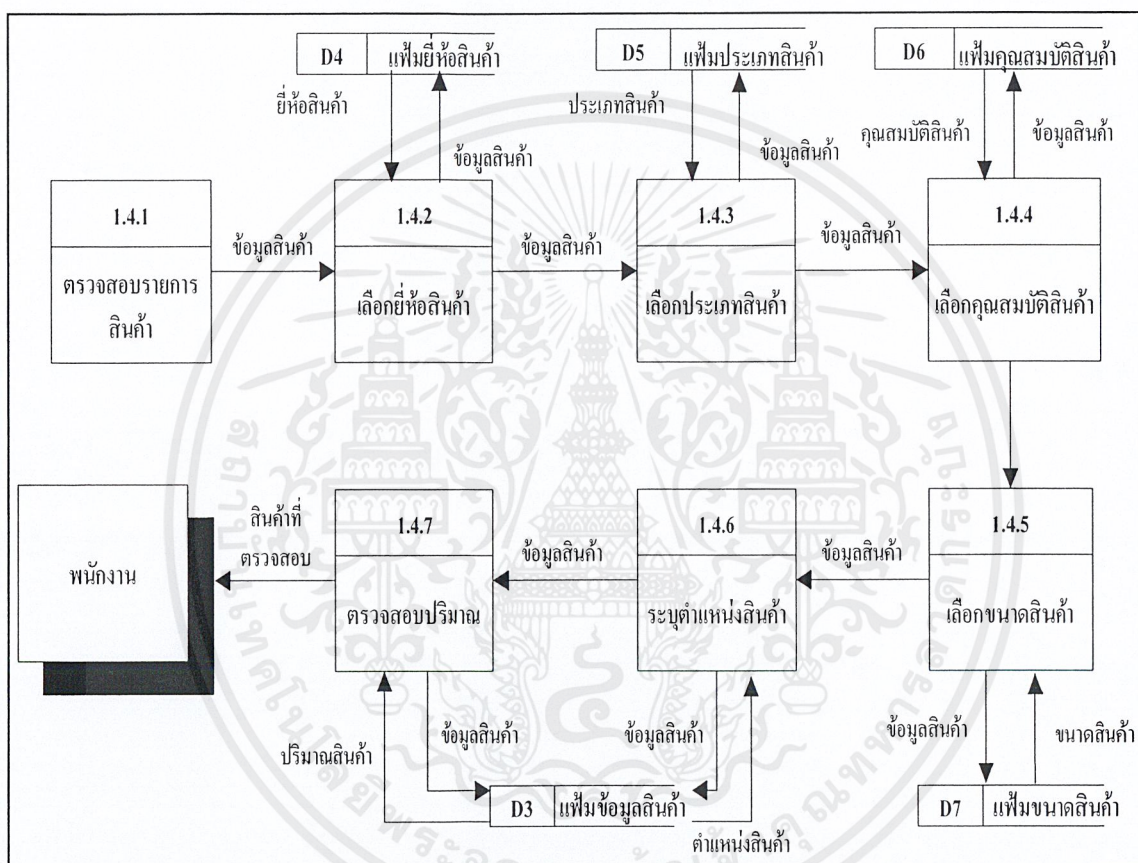 D4 แฟ้มยี่ห้อสินค้า
D5 แฟ้มประเภทสินค้า
D6 แฟ้มคุณสมบัติสินค้า
ยี่ห้อสินค้า
ข้อมูลสินค้า
ประเภทสินค้า
ข้อมูลสินค้า
คุณสมบัติสินค้า
ข้อมูลสินค้า
1.4.1
ตรวจสอบรายการ
สินค้า
ข้อมูลสินค้า
1.4.2
เลือกยี่ห้อสินค้า
ข้อมูลสินค้า
1.4.3
เลือกประเภทสินค้า
ข้อมูลสินค้า
1.4.4
เลือกคุณสมบัติสินค้า
พนักงาน
สินค้าที่
ตรวจสอบ
1.4.7
ตรวจสอบปริมาณ
ข้อมูลสินค้า
1.4.6
ระบุตำแหน่งสินค้า
ข้อมูลสินค้า
1.4.5
เลือกขนาดสินค้า
ปริมาณสินค้า
ข้อมูลสินค้า
ข้อมูลสินค้า
ตำแหน่งสินค้า
ข้อมูลสินค้า
ขนาดสินค้า
D3 แฟ้มข้อมูลสินค้า
D7 แฟ้มขนาดสินค้า